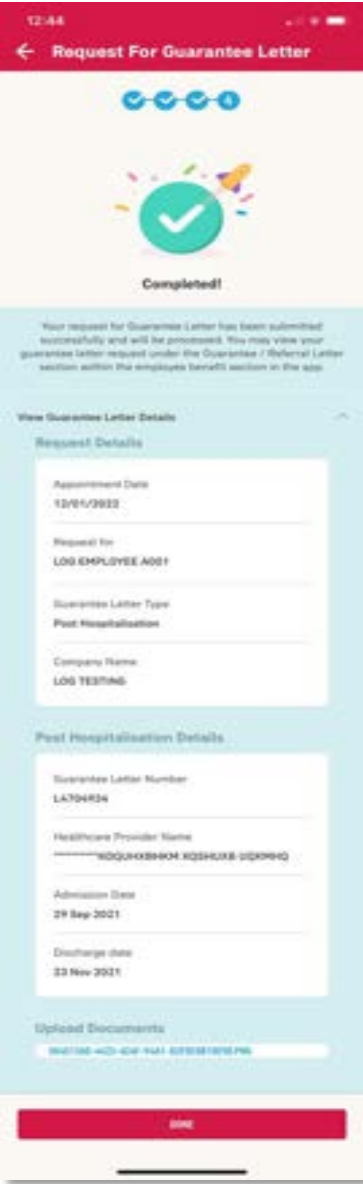 12:44
Request For Guarantee Letter
4
Completed!
Your request for Guarantee Letter has been submitted
successfully and will be processed. You may view your
guarantee letter request under the Guarantee / Referral Letter
section within the employee benefit section in the app.
View Guarantee Letter Details
Request Details
Appointment Date
12/01/2022
Request for
LOG EMPLOYEE A001
Guarantee Letter Type
Post Hospitalisation
Company Name
LOG TESTING
Post Hospitalisation Details
Guarantee Letter Number
LA704934
Healthcare Provider Name
Admission Date
29 Sep 2021
Discharge date
23 Nov 2021
Upload Documents
DONE